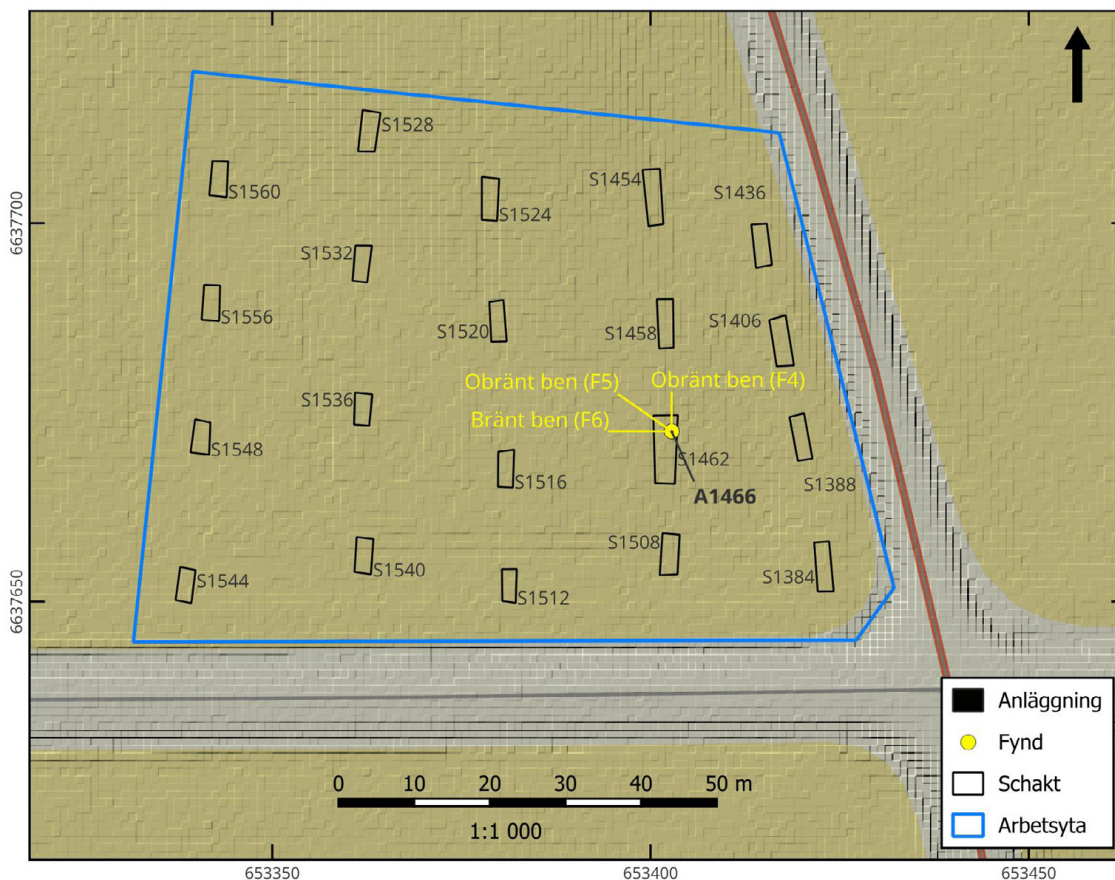 S1528
S1560
S1524
S1454
S1436
6637700
S1532
S1556
S1520
S1458
S1406
Obränt ben (F5)
Obränt ben (F4)
Bränt ben (F6)
S1536
S1548
S1516
S1462
S1388
A1466
S1508
S1540
S1544
S1512
S1384
6637650
Anläggning
Fynd
Schakt
Arbetsyta
0 10 20 30 40 50 m
1:1 000
653350
653400
653450